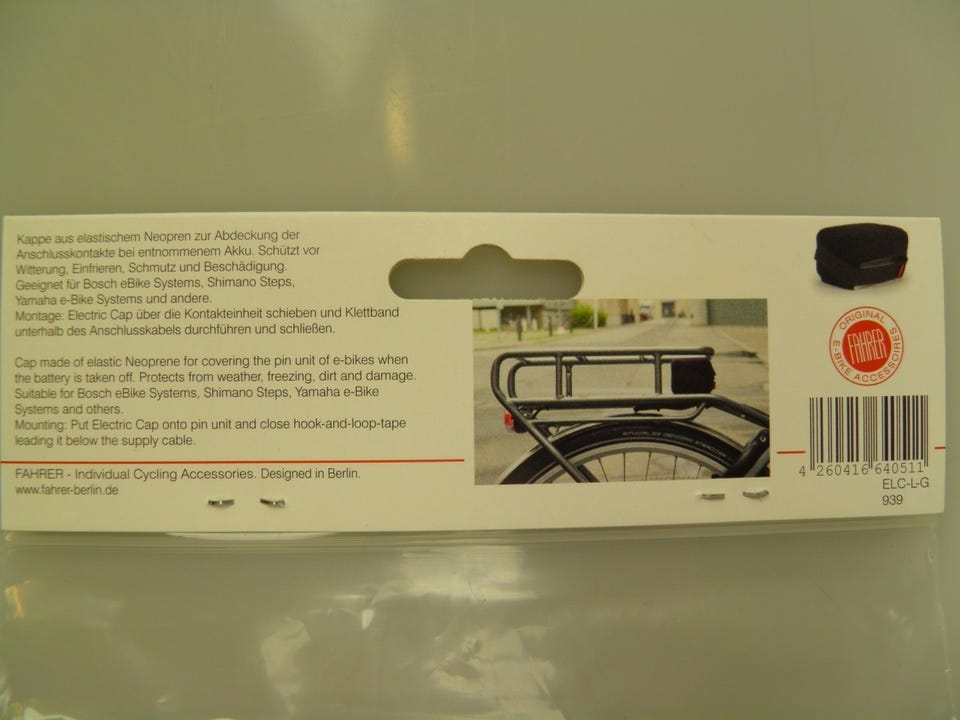 Kappe aus elastischem Neopren zur Abdeckung der
Anschlusskontakte bei entnommenem Akku. Schützt vor
Witterung, Einfrieren, Schmutz und Beschädigung.
Geeignet für Bosch eBike Systems, Shimano Steps,
Yamaha e-Bike Systems und andere.
Montage: Electric Cap über die Kontakteinheit schieben und Klettband
unterhalb des Anschlusskabels durchführen und schließen.
Cap made of elastic Neoprene for covering the pin unit of e-bikes when
the battery is taken off. Protects from weather, freezing, dirt and damage.
Suitable for Bosch eBike Systems, Shimano Steps, Yamaha e-Bike
Systems and others.
Mounting: Put Electric Cap onto pin unit and close hook-and-loop-tape
leading it below the supply cable.
FAHRER - Individual Cycling Accessories. Designed in Berlin.
www.fahrer-berlin.de
ORIGINAL
FAHRER
E-BIKE ACCESSOIRES
4 260416 640511
ELC-L-G
939